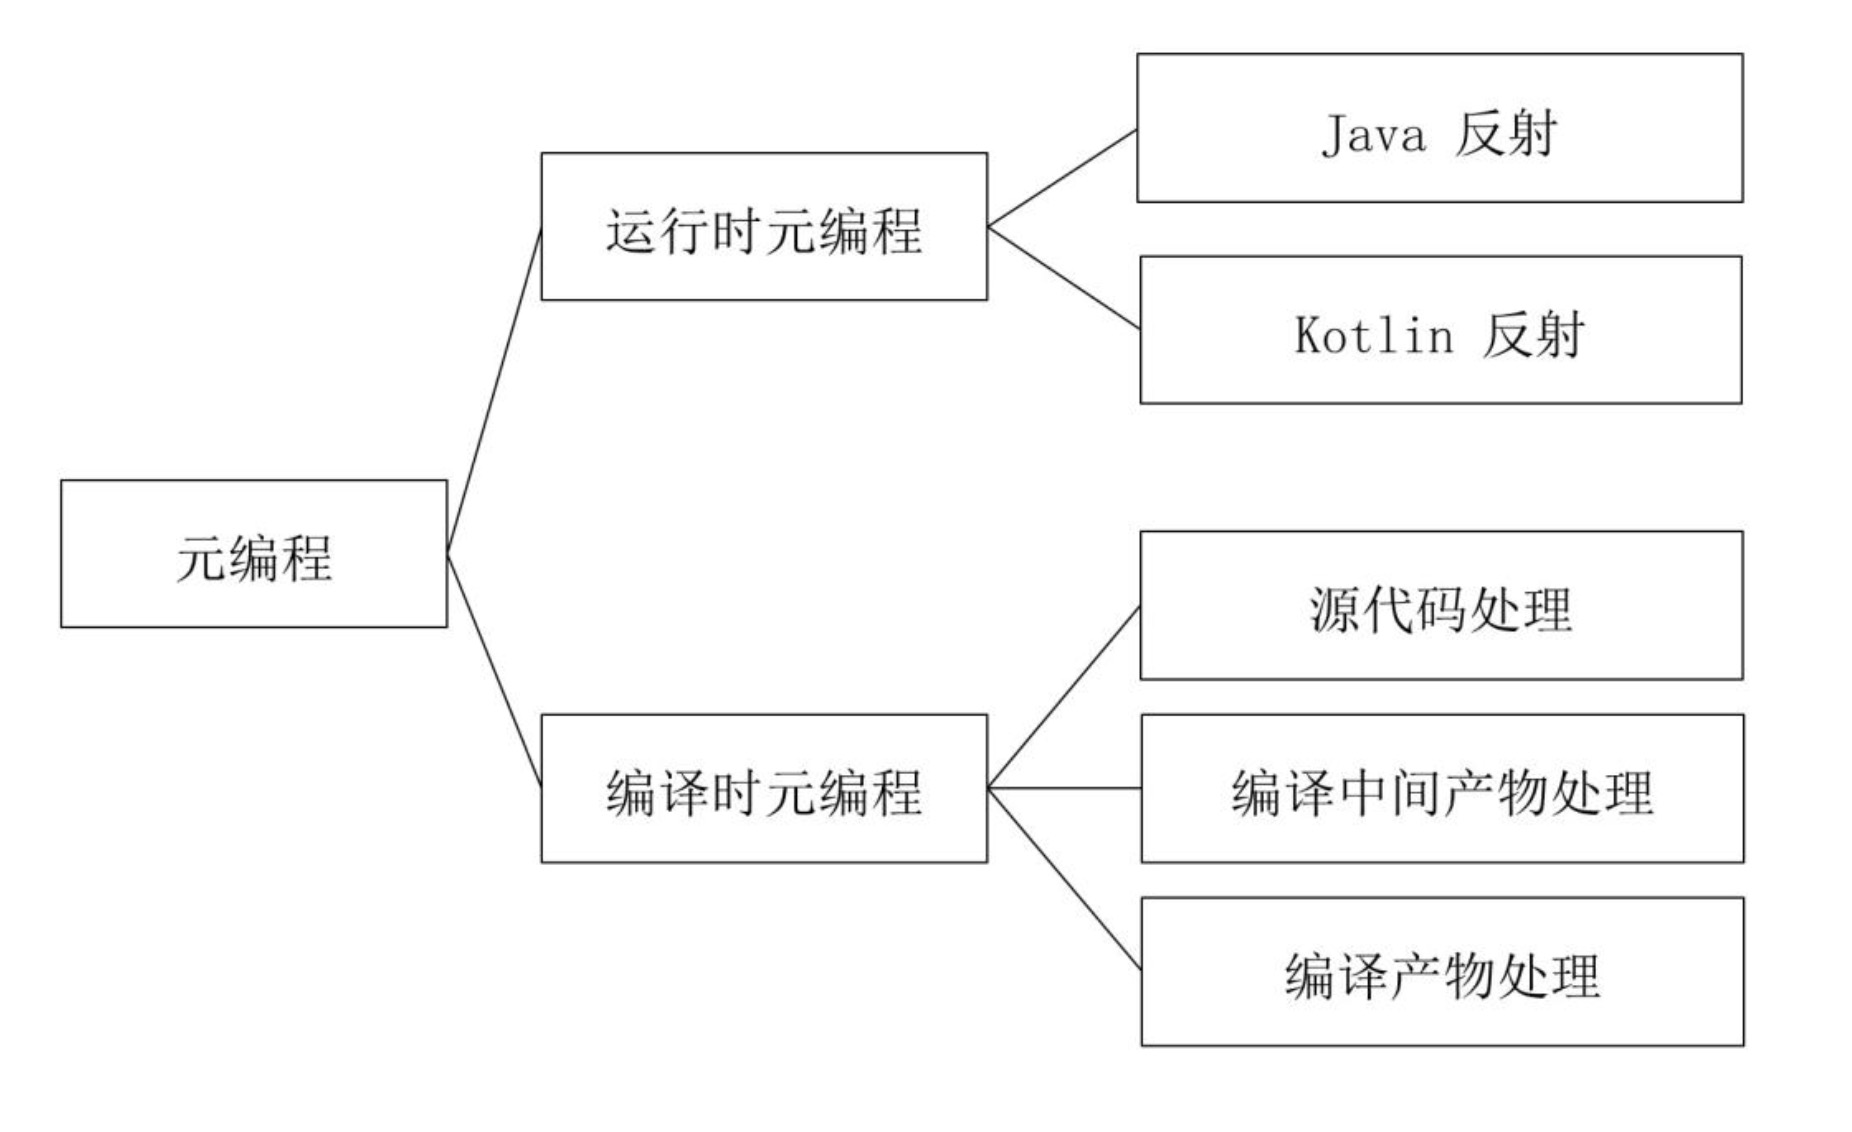 元编程
运行时元编程
Java 反射
Kotlin 反射
编译时元编程
源代码处理
编译中间产物处理
编译产物处理